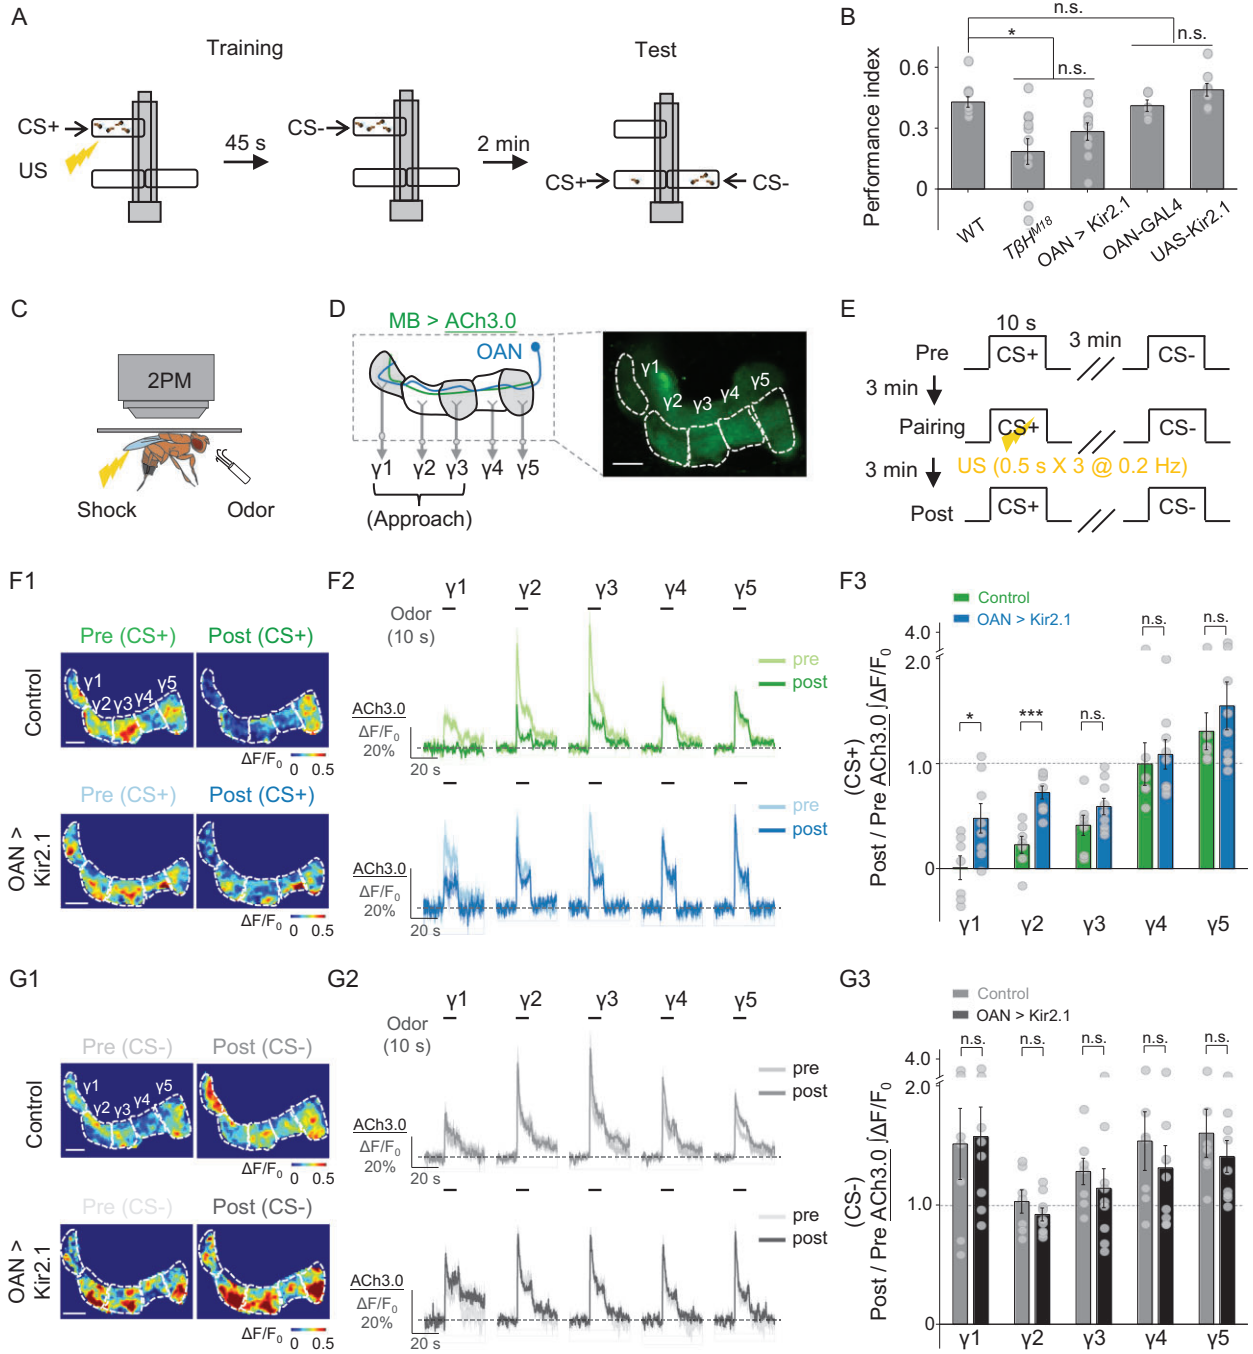 A
Training
Test
CS+
US
45 s
CS-
2 min
CS+
CS-
B
n.s.
*
n.s.
n.s.
Performance index
0.6
0.3
0
WT
TβH^M18
OAN > Kir2.1
OAN-GAL4
UAS-Kir2.1
C
2PM
Shock
Odor
D
MB > ACh3.0
OAN
γ1 γ2 γ3 γ4 γ5
(Approach)
γ1 γ2 γ3 γ4 γ5
E
10 s
Pre CS+ 3 min CS-
3 min
Pairing CS+ CS-
3 min US (0.5 s X 3 @ 0.2 Hz)
Post CS+ CS-
F1
Pre (CS+) Post (CS+)
Control
γ1 γ2 γ3 γ4 γ5
ΔF/F₀ 0 0.5
Pre (CS+) Post (CS+)
OAN >
Kir2.1
ΔF/F₀ 0 0.5
F2
γ1 γ2 γ3 γ4 γ5
Odor
(10 s)
pre
post
ACh3.0
ΔF/F₀
20%
20 s
pre
post
ACh3.0
ΔF/F₀
20%
20 s
F3
Control
OAN > Kir2.1
(CS+)
Post / Pre ACh3.0 ∫ΔF/F₀
4.0
2.0
1.0
0
* *** n.s. n.s. n.s.
γ1 γ2 γ3 γ4 γ5
G1
Pre (CS-) Post (CS-)
Control
γ1 γ2 γ3 γ4 γ5
ΔF/F₀ 0 0.5
Pre (CS-) Post (CS-)
OAN >
Kir2.1
ΔF/F₀ 0 0.5
G2
γ1 γ2 γ3 γ4 γ5
Odor
(10 s)
pre
post
ACh3.0
ΔF/F₀
20%
20 s
pre
post
ACh3.0
ΔF/F₀
20%
20 s
G3
Control
OAN > Kir2.1
(CS-)
Post / Pre ACh3.0 ∫ΔF/F₀
4.0
2.0
1.0
0
n.s. n.s. n.s. n.s. n.s.
γ1 γ2 γ3 γ4 γ5